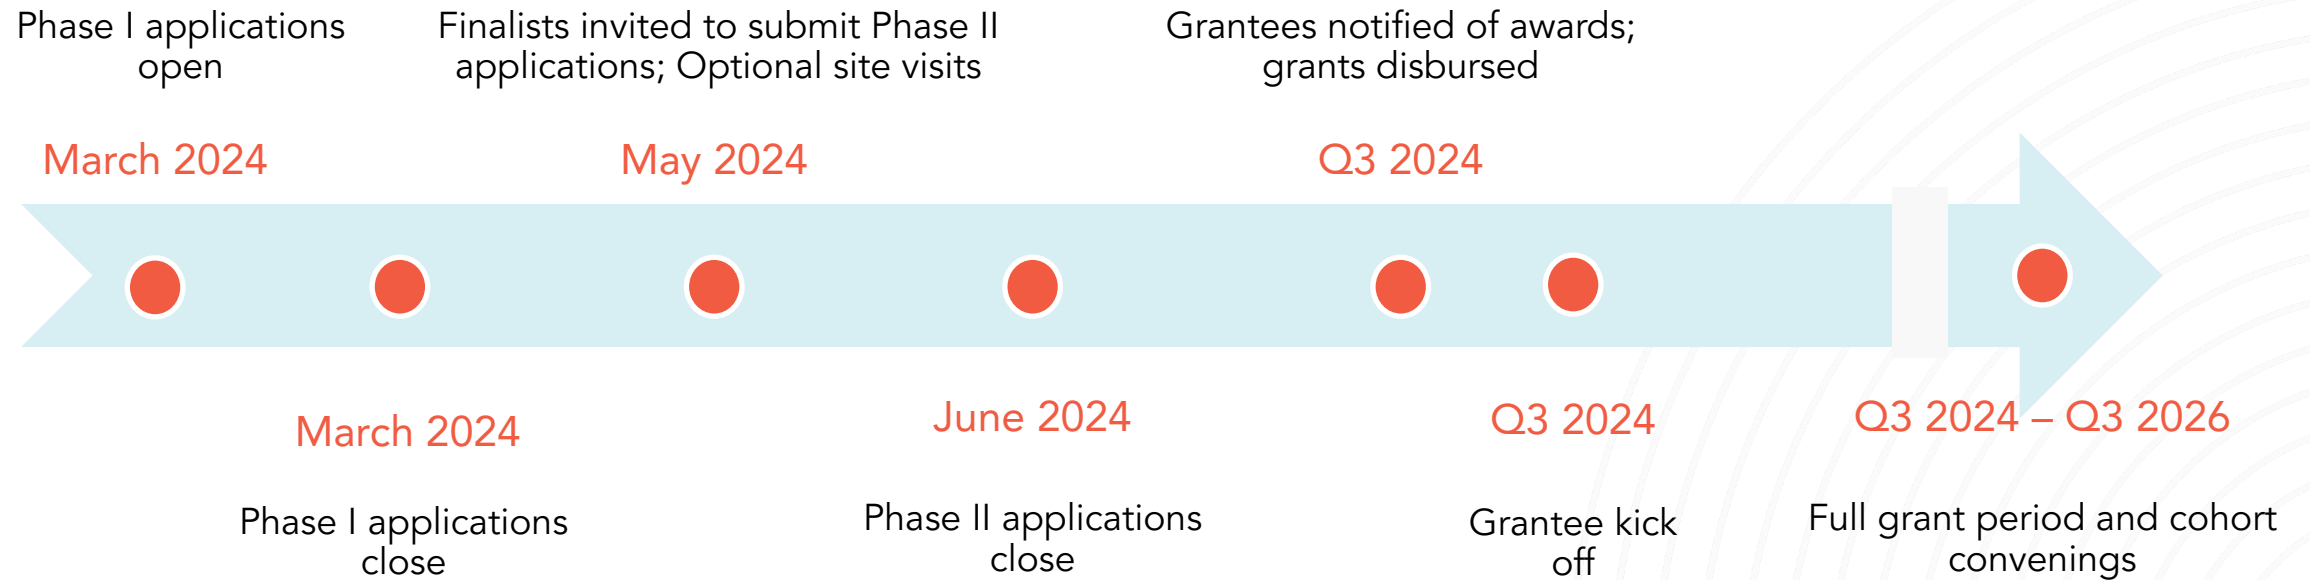 Phase I applications
open
March 2024
Finalists invited to submit Phase II
applications; Optional site visits
May 2024
Grantees notified of awards;
grants disbursed
Q3 2024
March 2024
Phase I applications
close
June 2024
Phase II applications
close
Q3 2024
Grantee kick
off
Q3 2024 – Q3 2026
Full grant period and cohort
convenings